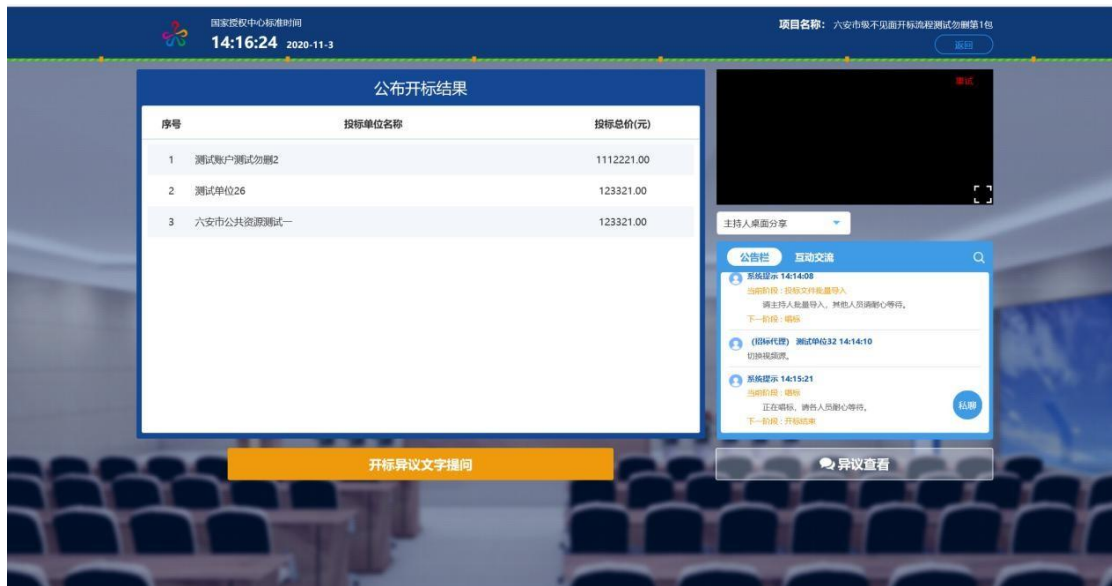 国家授权中心标准时间
14:16:24 2020-11-3
项目名称： 六安市级不见面开标流程测试勿删第1包
返回
公布开标结果
序号 投标单位名称 投标总价(元)
1 测试账户测试勿删2 1112221.00
2 测试单位26 123321.00
3 六安市公共资源测试一 123321.00
开标异议文字提问
测试
主持人桌面分享
公告栏 互动交流
系统提示 14:14:08
当前阶段：投标文件批量导入
请主持人批量导入，其他人员请耐心等待。
下一阶段：唱标
(招标代理) 测试单位32 14:14:10
切换视频源。
系统提示 14:15:21
当前阶段：唱标
正在唱标，请各人员耐心等待。
下一阶段：开标结束
私聊
异议查看